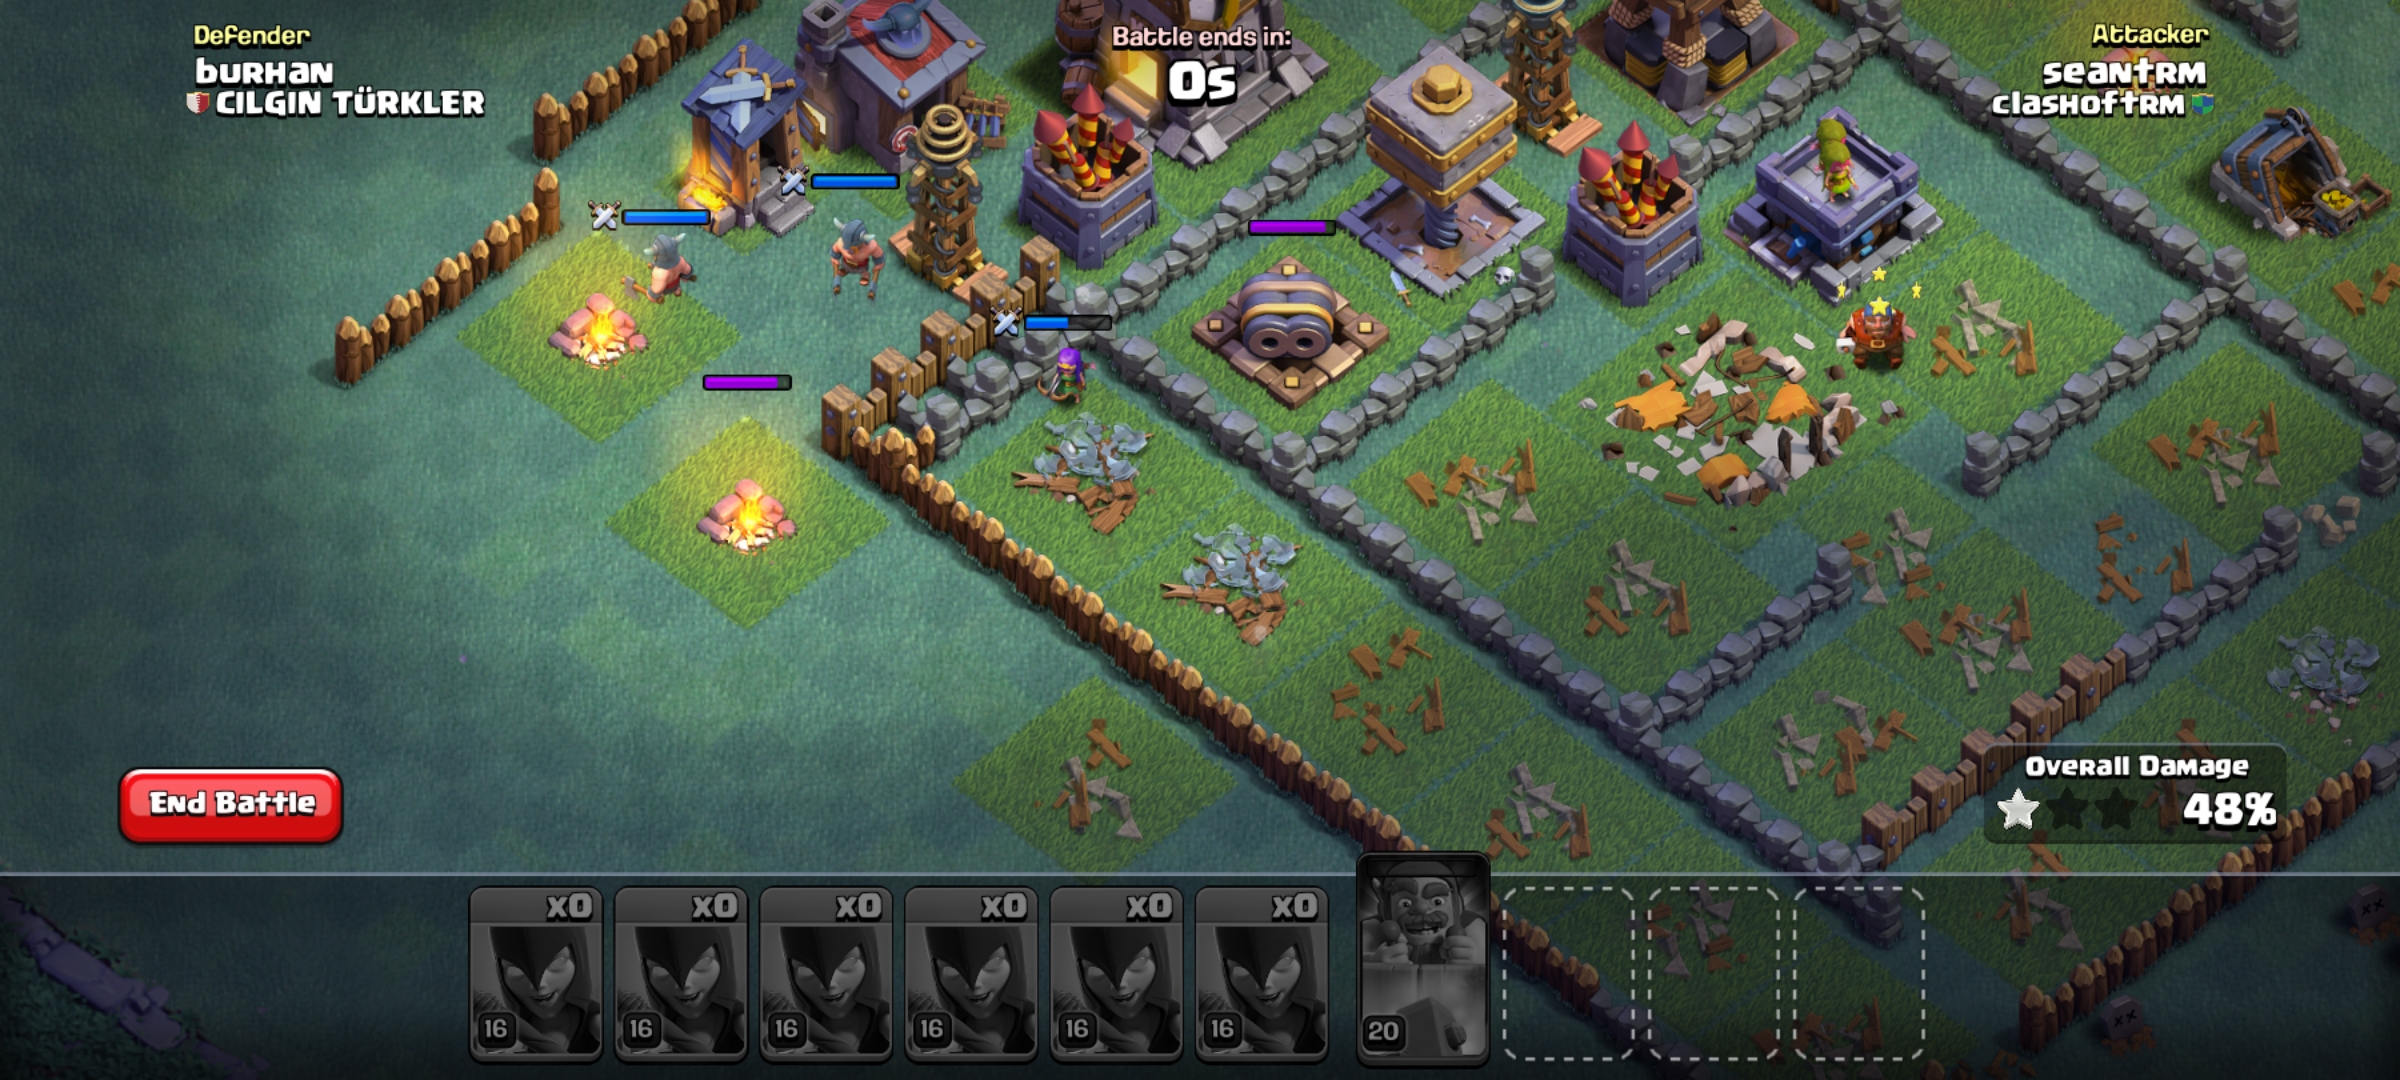 Defender
burhan
CILGIN TÜRKLER
Battle ends in:
0s
Attacker
seantrm
clashoftrm
End Battle
Overall Damage
48%
x0 x0 x0 x0 x0 x0
16 16 16 16 16 16 20